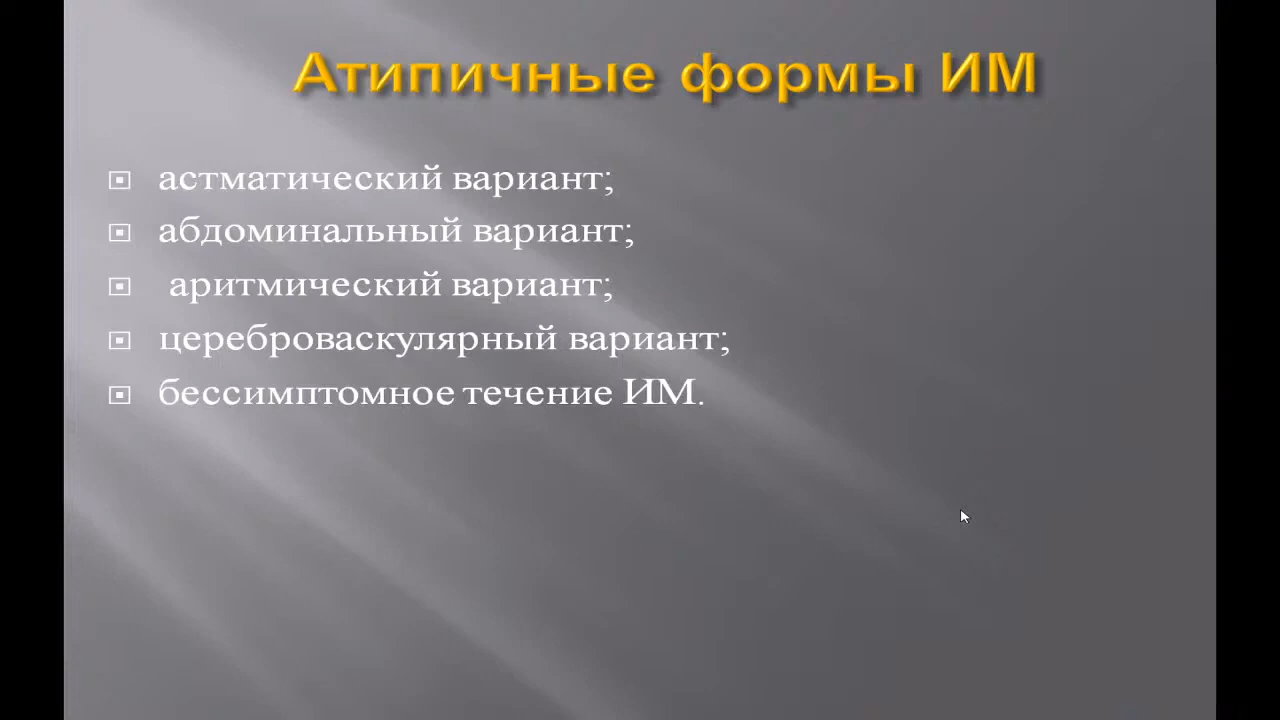 Атипичные формы ИМ
астматический вариант;
абдоминальный вариант;
аритмический вариант;
цереброваскулярный вариант;
бессимптомное течение ИМ.